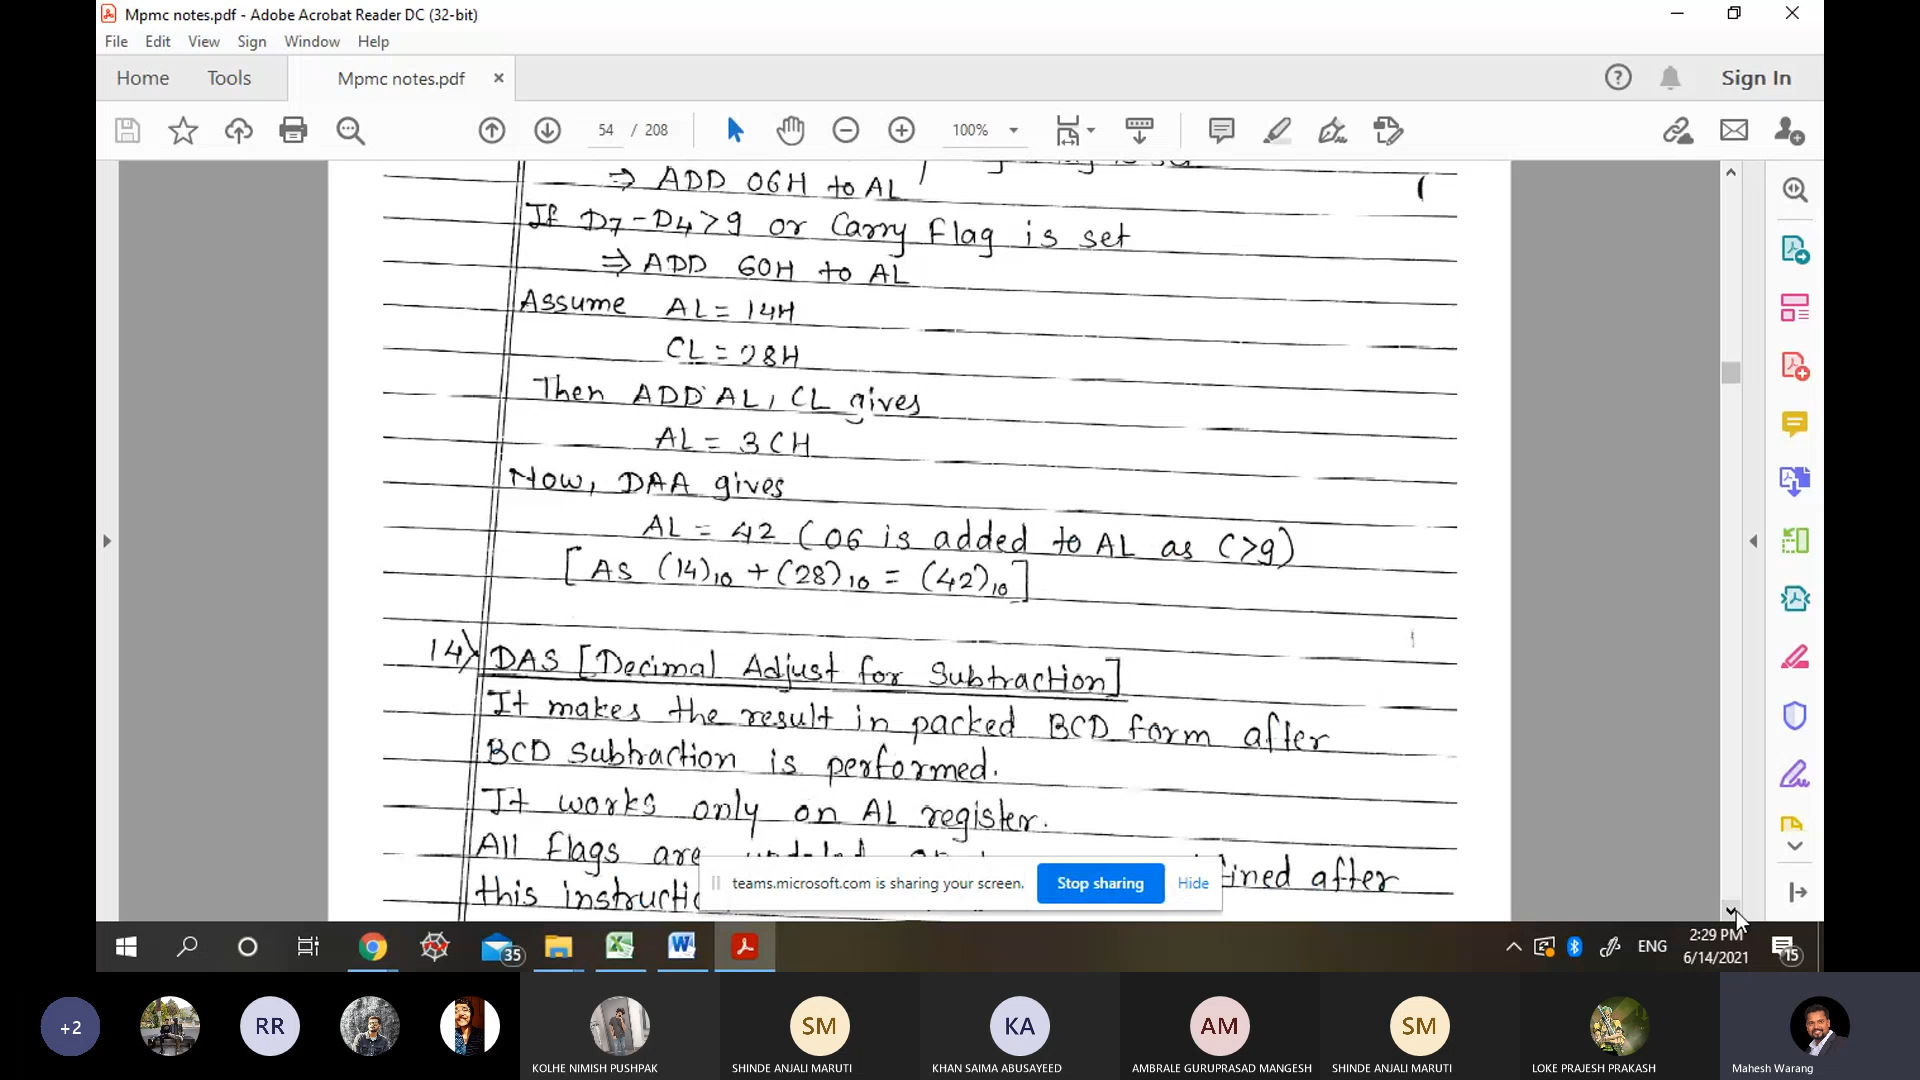 Mpmc notes.pdf - Adobe Acrobat Reader DC (32-bit)
File Edit View Sign Window Help
Home Tools Mpmc notes.pdf × Sign In
54 / 208 100%
⇒ ADD 06H to AL
If D7-D4>9 or Carry Flag is set
⇒ ADD 60H to AL
Assume AL = 14H
CL = 28H
Then ADD AL, CL gives
AL = 3CH
Now, DAA gives
AL = 42 (06 is added to AL as C>9)
[As (14)10 + (28)10 = (42)10]
14) DAS [Decimal Adjust for Subtraction]
It makes the result in packed BCD form after
BCD subtraction is performed.
It works only on AL register.
All flags are
after
this
teams.microsoft.com is sharing your screen. Stop sharing Hide
35
ENG
2:29 PM
6/14/2021
15
+2
RR
SM
KA
AM
SM
KOLHE NIMISH PUSHPAK
SHINDE ANJALI MARUTI
KHAN SAIMA ABUSAYEED
AMBRALE GURUPRASAD MANGESH
SHINDE ANJALI MARUTI
LOKE PRAJESH PRAKASH
Mahesh Warang